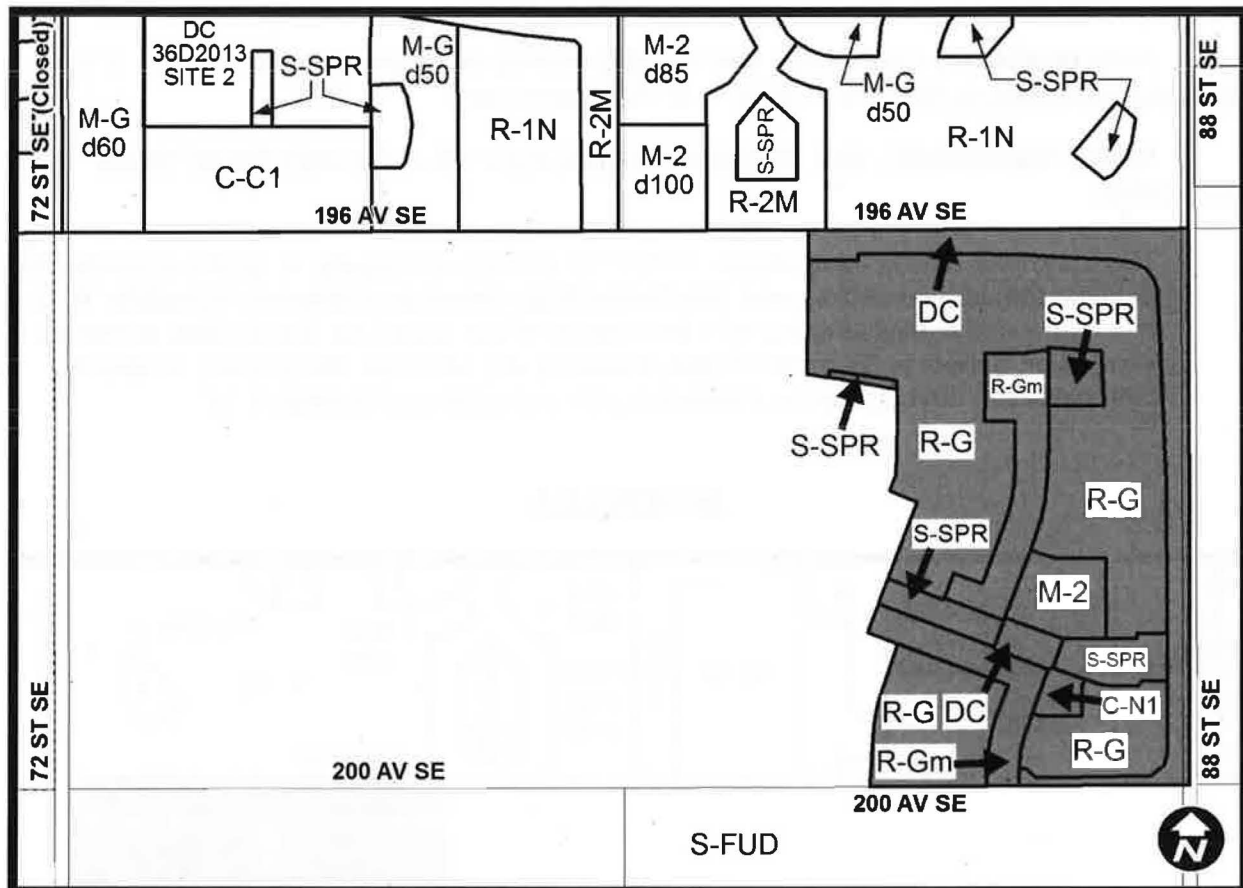 DC
36D2013
SITE 2
S-SPR
M-G
d50
M-2
d85
M-G
d50
S-SPR
88 ST SE
72 ST SE (Closed)
M-G
d60
R-1N
R-2M
S-SPR
R-1N
C-C1
M-2
d100
R-2M
196 AV SE
196 AV SE
DC
S-SPR
R-Gm
S-SPR
R-G
R-G
S-SPR
M-2
S-SPR
R-G
DC
C-N1
R-G
R-Gm
72 ST SE
200 AV SE
88 ST SE
200 AV SE
S-FUD
N